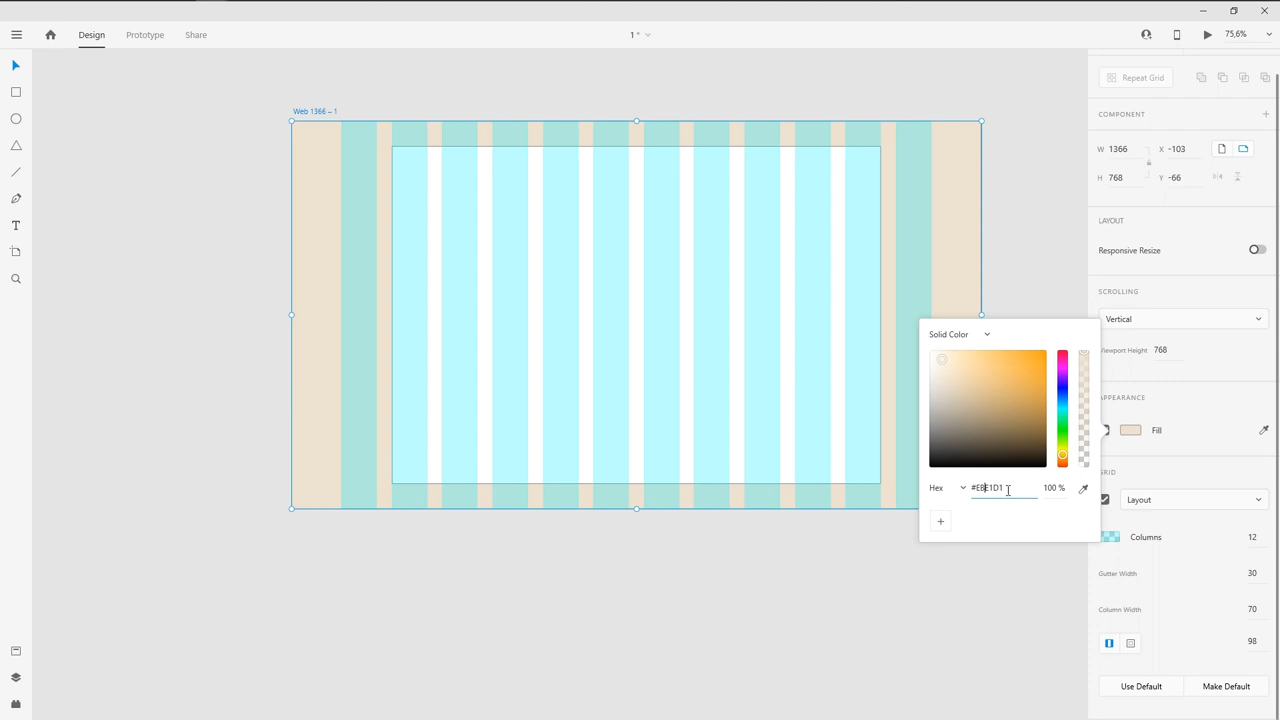 Design Prototype Share 1 * 75,6%
Repeat Grid
Web 1366 – 1
COMPONENT
W 1366 X -103
H 768 Y -66
LAYOUT
Responsive Resize
SCROLLING
Vertical
Viewport Height 768
Solid Color
APPEARANCE
Fill
GRID
Hex #EBE1D1 100 %
Layout
Columns 12
Gutter Width 30
Column Width 70
98
Use Default Make Default